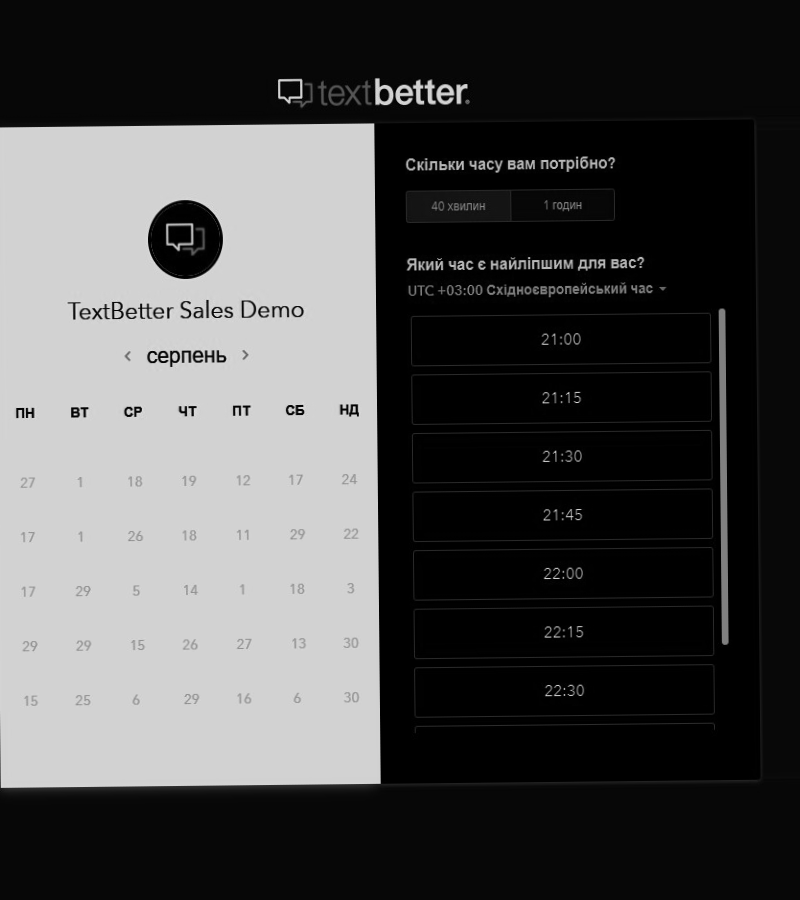 textbetter.
TextBetter Sales Demo
серпень
ПН ВТ СР ЧТ ПТ СБ НД
27 1 18 19 12 17 24
17 1 26 18 11 29 22
17 29 5 14 1 18 3
29 29 15 26 27 13 30
15 25 6 29 16 6 30
Скільки часу вам потрібно?
40 хвилин 1 годин
Який час є найліпшим для вас?
UTC +03:00 Східноєвропейський час
21:00
21:15
21:30
21:45
22:00
22:15
22:30